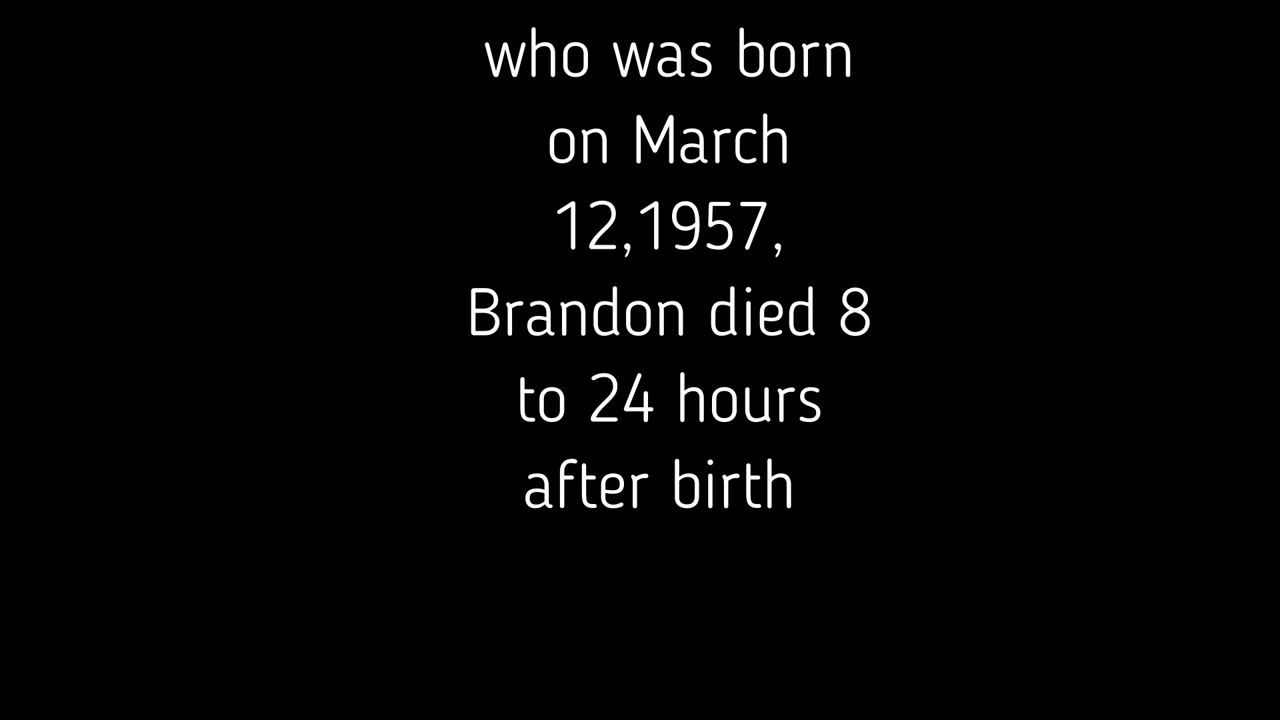 who was born
on March
12,1957,
Brandon died 8
to 24 hours
after birth